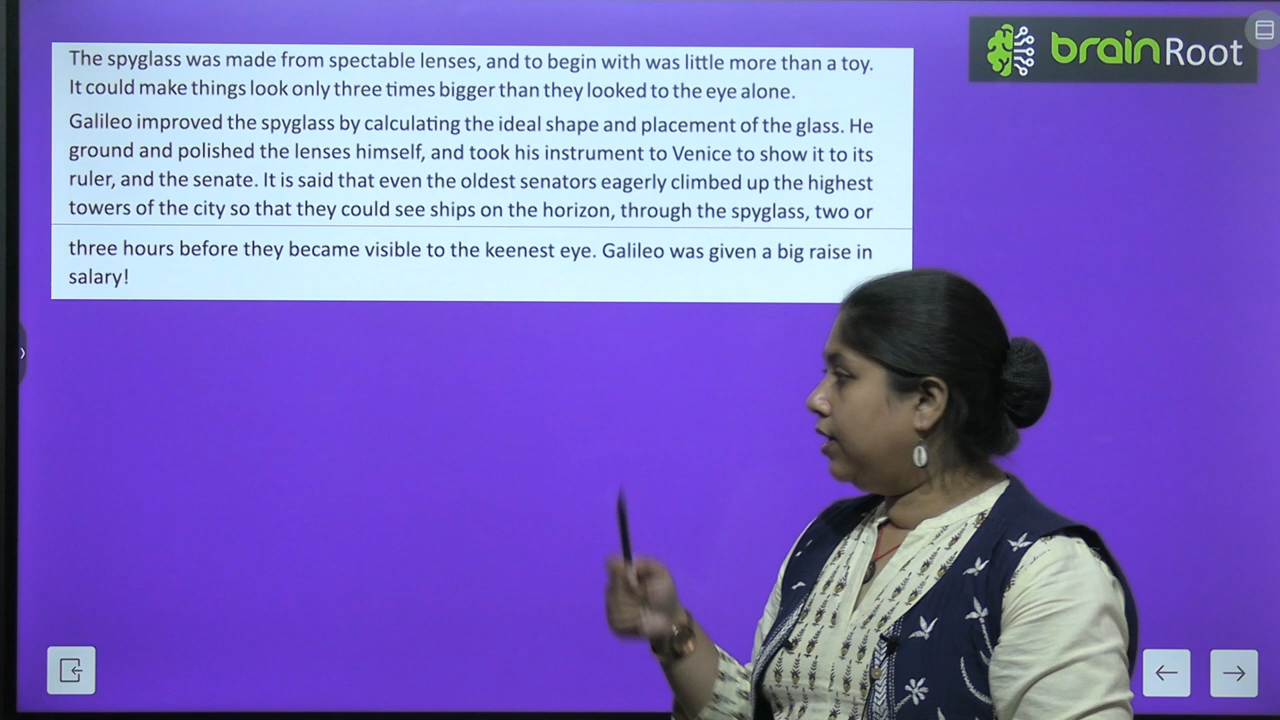 The spyglass was made from spectable lenses, and to begin with was little more than a toy.
It could make things look only three times bigger than they looked to the eye alone.
Galileo improved the spyglass by calculating the ideal shape and placement of the glass. He
ground and polished the lenses himself, and took his instrument to Venice to show it to its
ruler, and the senate. It is said that even the oldest senators eagerly climbed up the highest
towers of the city so that they could see ships on the horizon, through the spyglass, two or
three hours before they became visible to the keenest eye. Galileo was given a big raise in
salary!
brainRoot